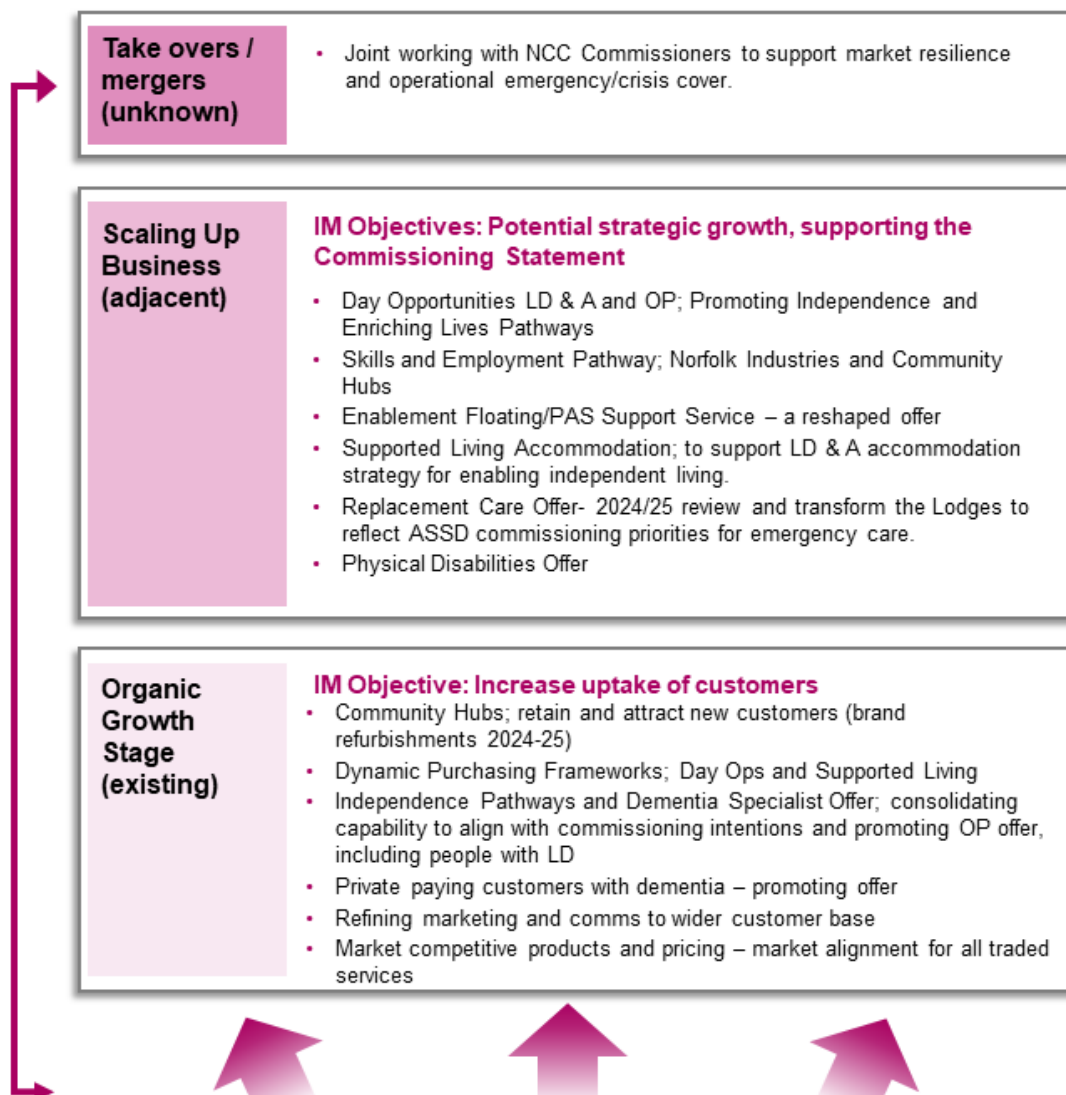 Take overs /
mergers
(unknown)
• Joint working with NCC Commissioners to support market resilience
and operational emergency/crisis cover.
Scaling Up
Business
(adjacent)
IM Objectives: Potential strategic growth, supporting the
Commissioning Statement
• Day Opportunities LD & A and OP; Promoting Independence and
Enriching Lives Pathways
• Skills and Employment Pathway; Norfolk Industries and Community
Hubs
• Enablement Floating/PAS Support Service – a reshaped offer
• Supported Living Accommodation; to support LD & A accommodation
strategy for enabling independent living.
• Replacement Care Offer- 2024/25 review and transform the Lodges to
reflect ASSD commissioning priorities for emergency care.
• Physical Disabilities Offer
Organic
Growth
Stage
(existing)
IM Objective: Increase uptake of customers
• Community Hubs; retain and attract new customers (brand
refurbishments 2024-25)
• Dynamic Purchasing Frameworks; Day Ops and Supported Living
• Independence Pathways and Dementia Specialist Offer; consolidating
capability to align with commissioning intentions and promoting OP offer,
including people with LD
• Private paying customers with dementia – promoting offer
• Refining marketing and comms to wider customer base
• Market competitive products and pricing – market alignment for all traded
services